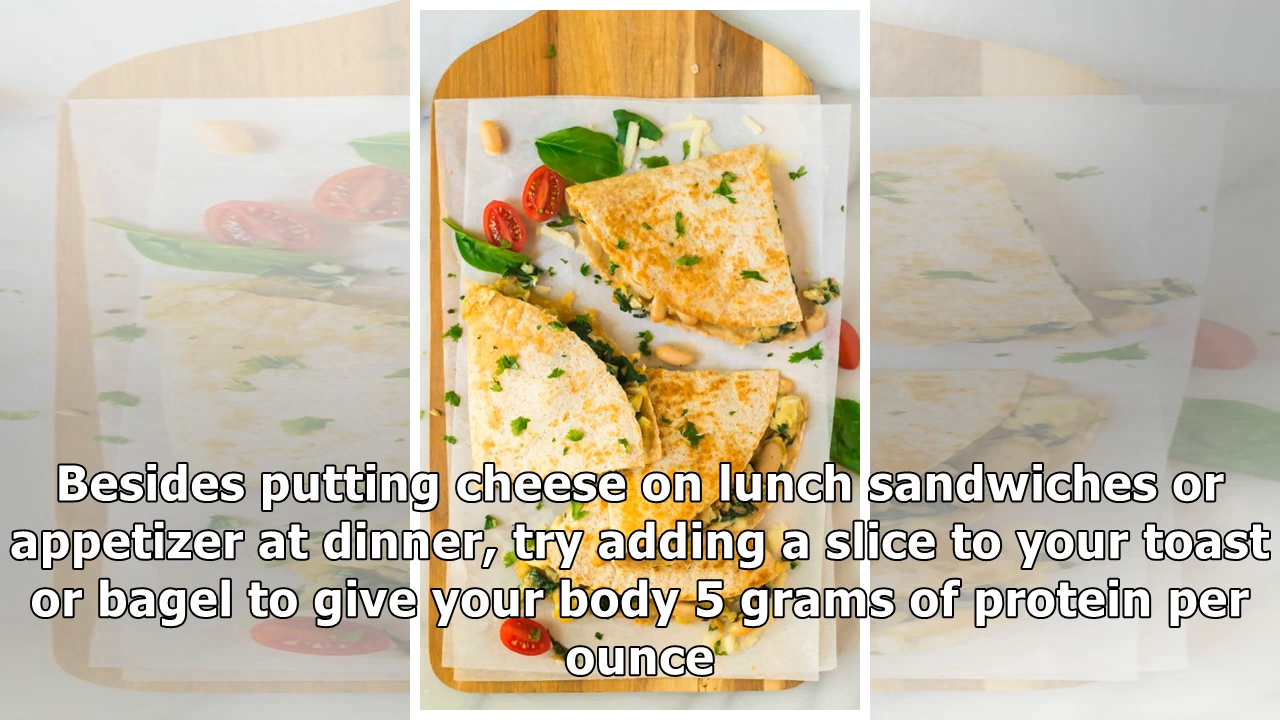 Besides putting cheese on lunch sandwiches or
appetizer at dinner, try adding a slice to your toast
or bagel to give your body 5 grams of protein per
ounce